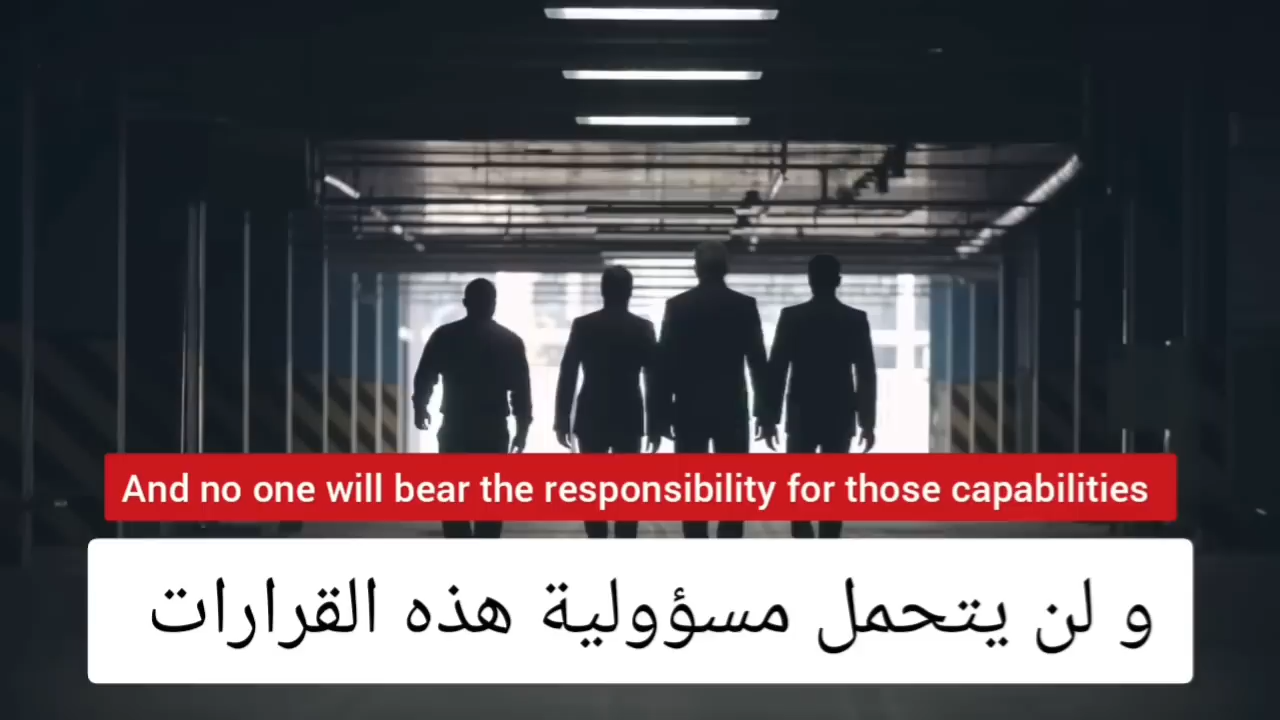 And no one will bear the responsibility for those capabilities
و لن يتحمل مسؤولية هذه القرارات